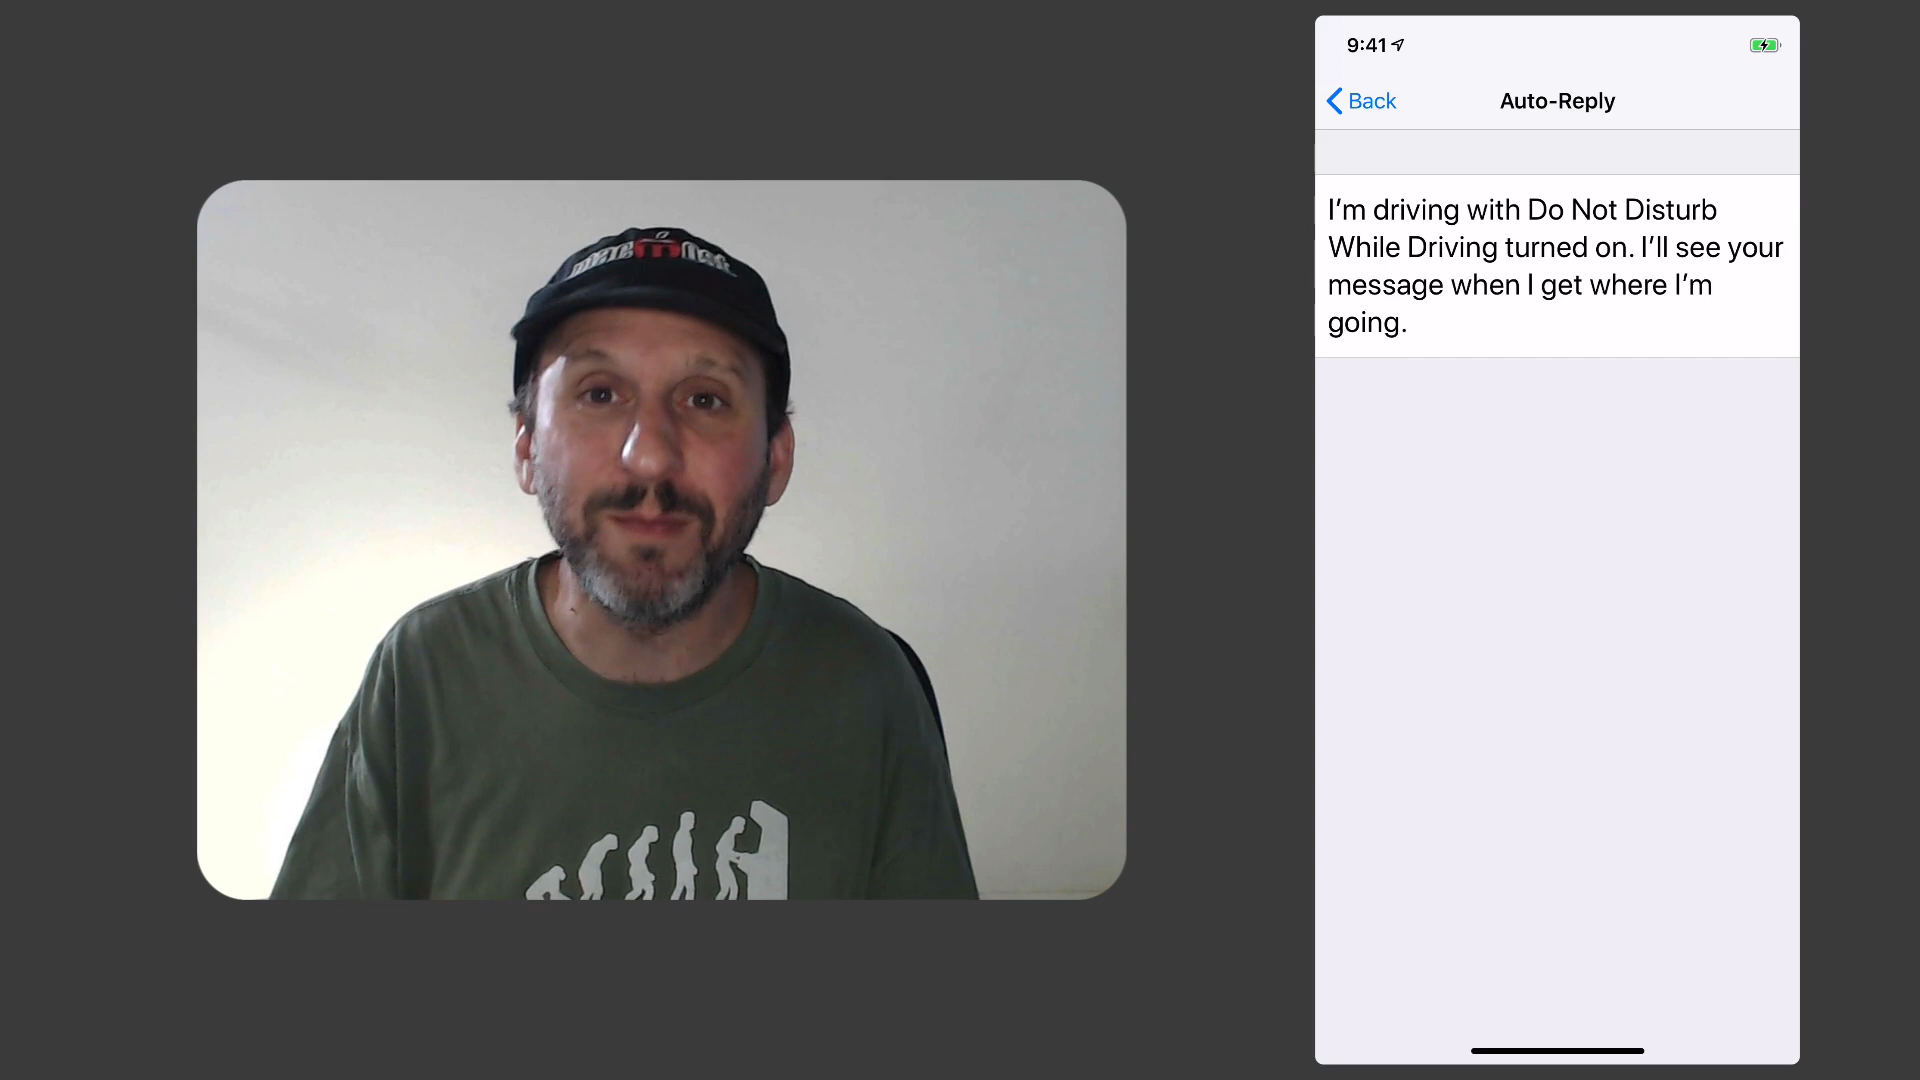 9:41
Back
Auto-Reply
I’m driving with Do Not Disturb
While Driving turned on. I’ll see your
message when I get where I’m
going.